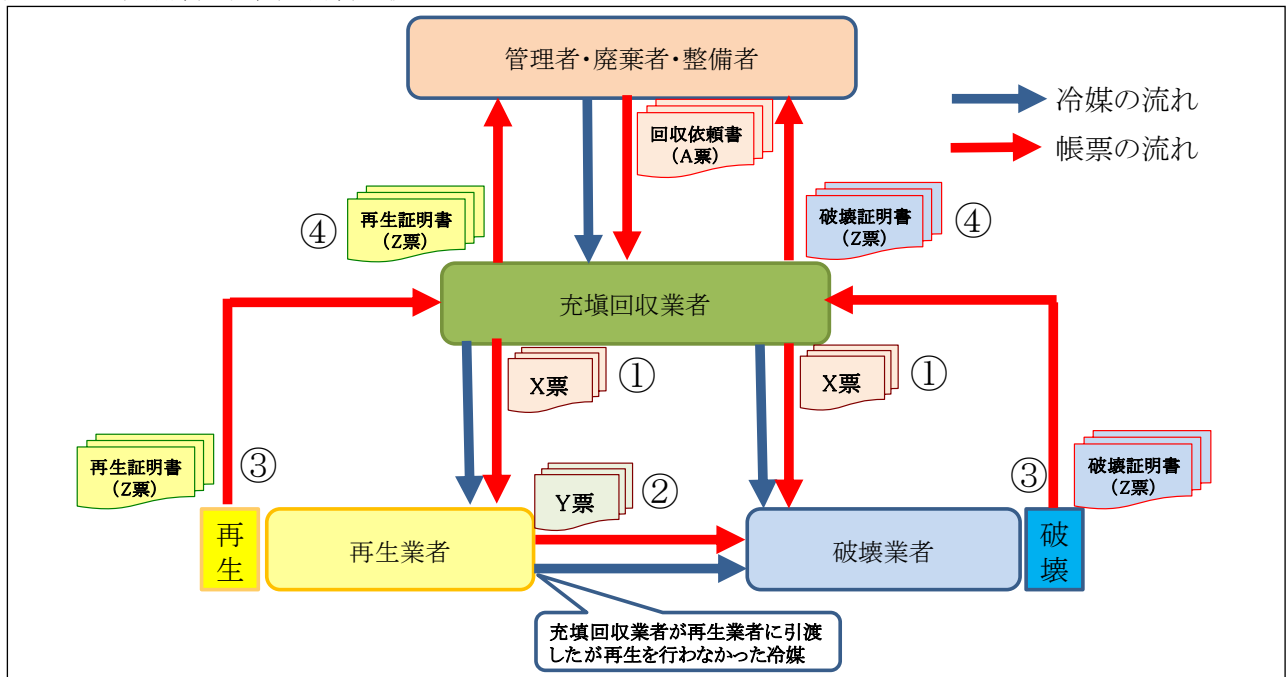 管理者・廃棄者・整備者
冷媒の流れ
帳票の流れ
回収依頼書
(A票)
④
再生証明書
(Z票)
破壊証明書
(Z票)
④
充塡回収業者
X票
①
X票
①
再生証明書
(Z票)
③
Y票
②
③
破壊証明書
(Z票)
再生
再生業者
破壊業者
破壊
充塡回収業者が再生業者に引渡
したが再生を行わなかった冷媒